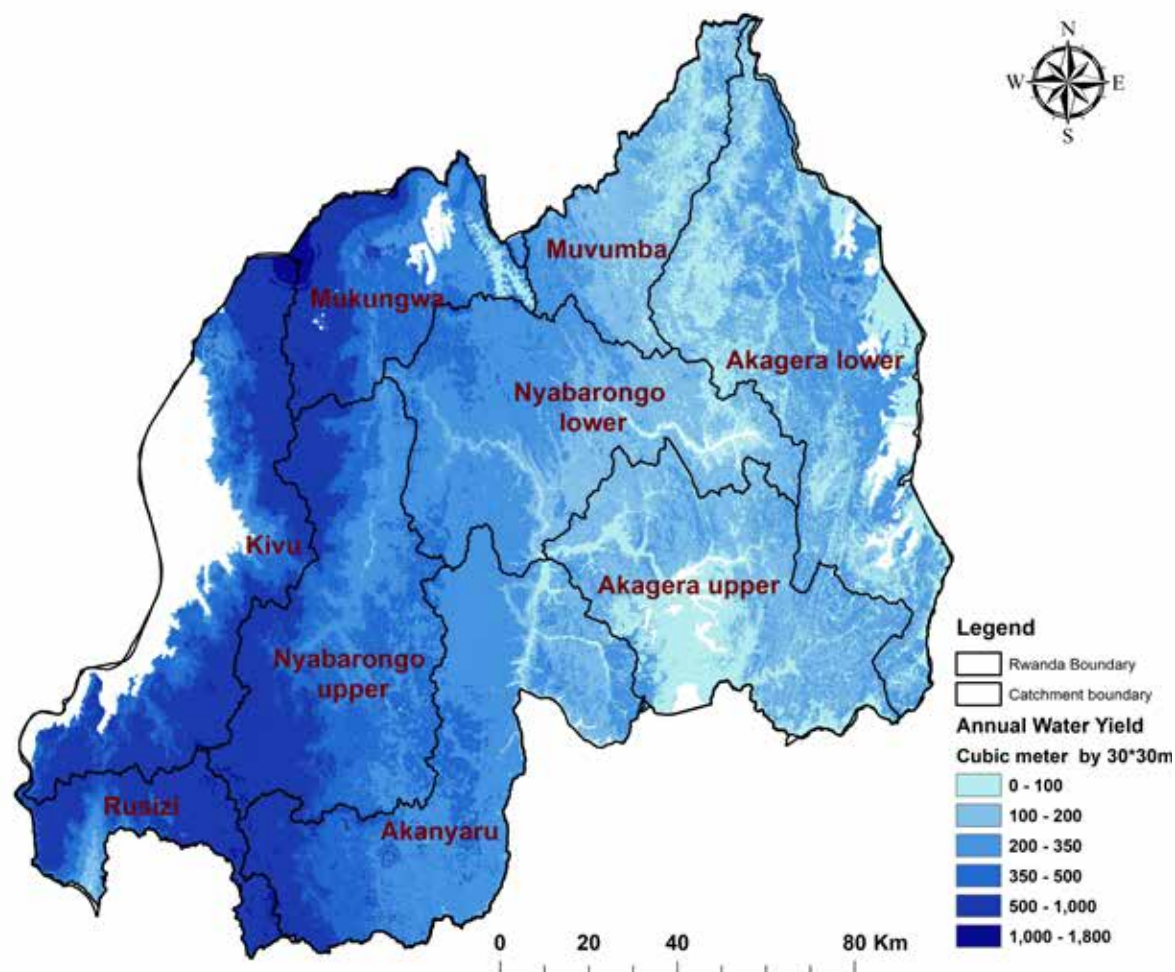 N
W E
S
Muvumba
Mukungwa
Akagera lower
Nyabarongo
lower
Kivu
Akagera upper
Nyabarongo
upper
Rusizi
Akanyaru
Legend
Rwanda Boundary
Catchment boundary
Annual Water Yield
Cubic meter by 30*30m
0 - 100
100 - 200
200 - 350
350 - 500
500 - 1,000
1,000 - 1,800
0 20 40 80 Km